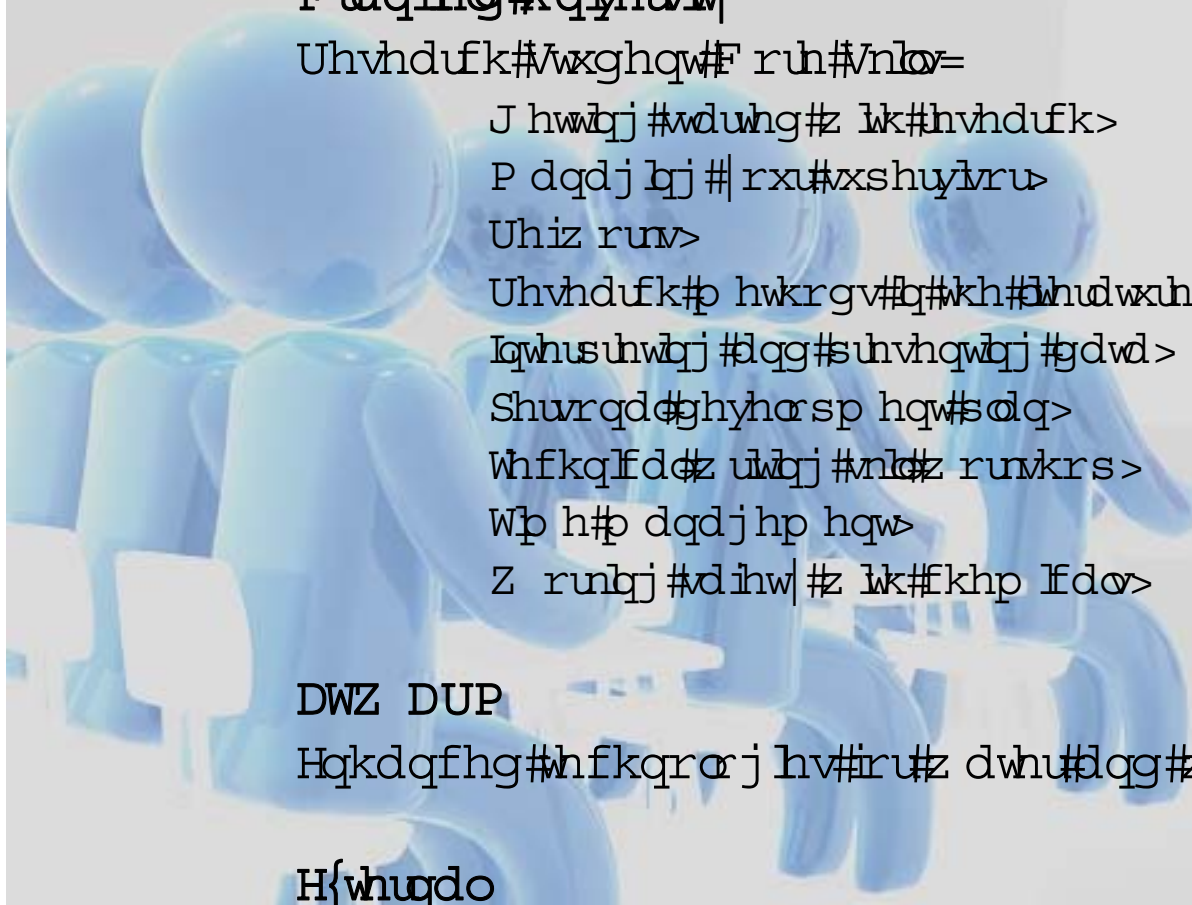 Uhvhdufk#Vwxghqw#Fruh#Vnloov=
Jhwwlqj#vwduwhg#zlwk#uhvhdufk>
Pdqdjlqj#|rxu#vxshuylvru>
Uhizrunv>
Uhvhdufk#phwkrgv#lq#wkh#olwhudwxuh
Lqwhusuhwlqj#dqg#suhvhqwlqj#gdwd>
Shuvrqdo#ghyhorsphqw#sodq>
Whfkqlfdo#zulwlqj#vnloo#zrunvkrs>
Wlph#pdqdjhphqw>
Zrunlqj#vdihw|#zlwk#fkhplfdov>
DWZDUP
Hqkdqfhg#whfkqrorjlhv#iru#zdwhu#dqg#z
H{whuqdo